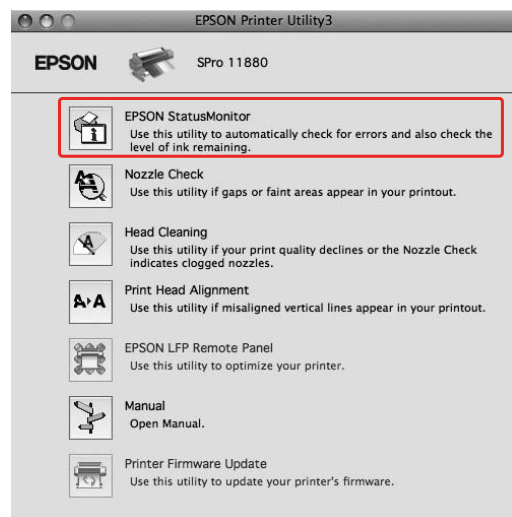 EPSON Printer Utility3
EPSON
SPro 11880
EPSON StatusMonitor
Use this utility to automatically check for errors and also check the
level of ink remaining.
Nozzle Check
Use this utility if gaps or faint areas appear in your printout.
Head Cleaning
Use this utility if your print quality declines or the Nozzle Check
indicates clogged nozzles.
Print Head Alignment
Use this utility if misaligned vertical lines appear in your printout.
EPSON LFP Remote Panel
Use this utility to optimize your printer.
Manual
Open Manual.
Printer Firmware Update
Use this utility to update your printer's firmware.